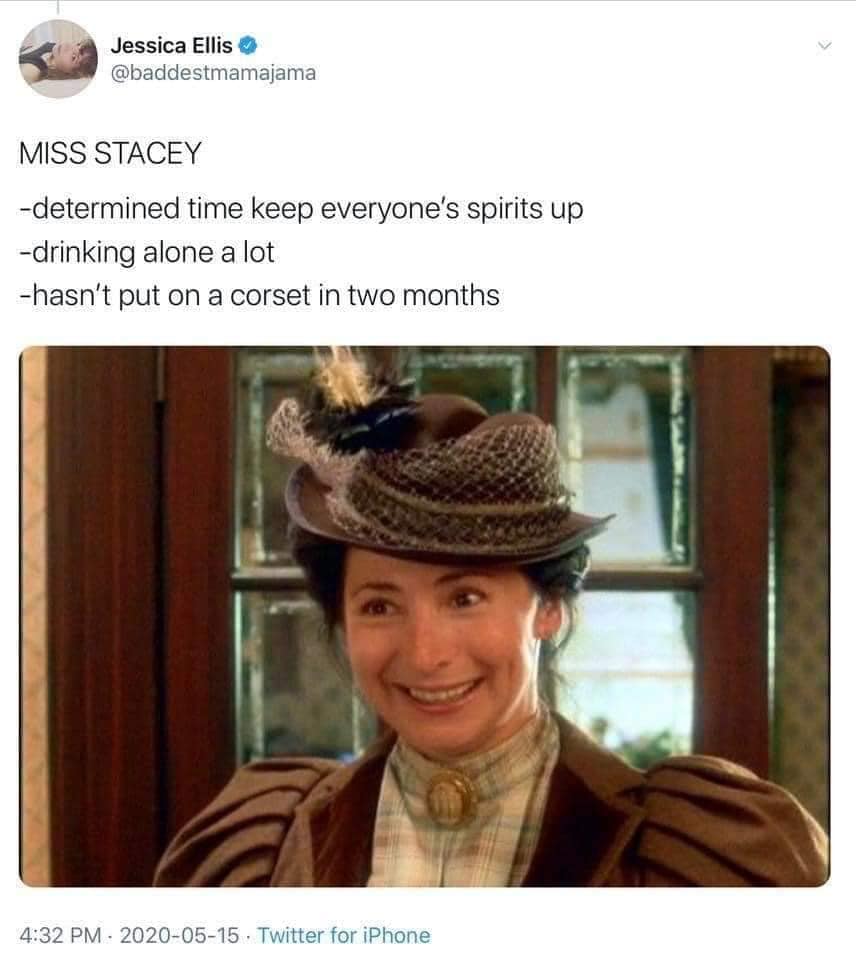 Jessica Ellis
@baddestmamajama
MISS STACEY
-determined time keep everyone's spirits up
-drinking alone a lot
-hasn't put on a corset in two months
4:32 PM · 2020-05-15 · Twitter for iPhone